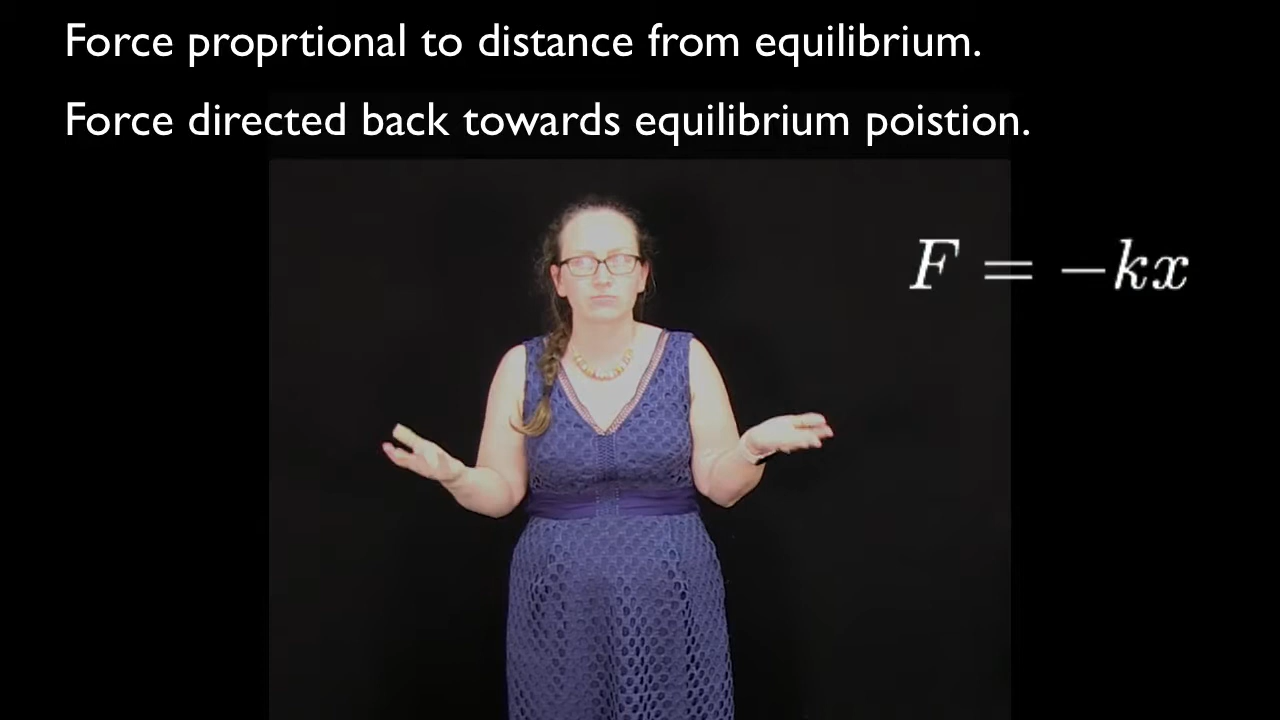 Force proprtional to distance from equilibrium.
Force directed back towards equilibrium poistion.
F = −kx